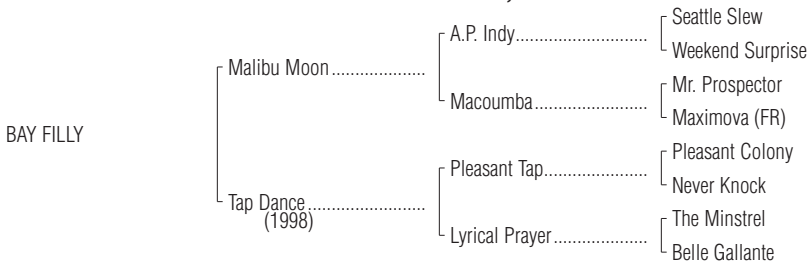 Seattle Slew
A.P. Indy
Weekend Surprise
Malibu Moon
Mr. Prospector
Macoumba
Maximova (FR)
BAY FILLY
Pleasant Colony
Pleasant Tap
Never Knock
Tap Dance
(1998)
The Minstrel
Lyrical Prayer
Belle Gallante